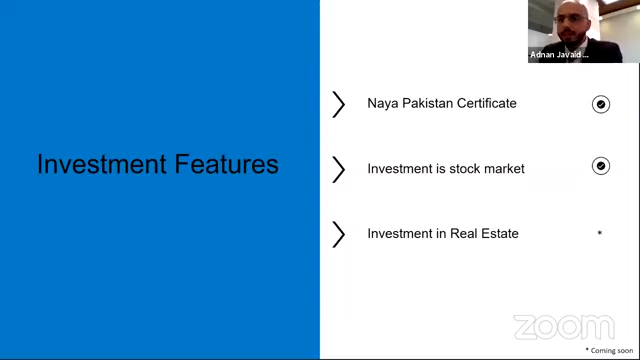 Adnan Javaid ...
Naya Pakistan Certificate
Investment Features
Investment is stock market
Investment in Real Estate
*
zoom
* Coming soon